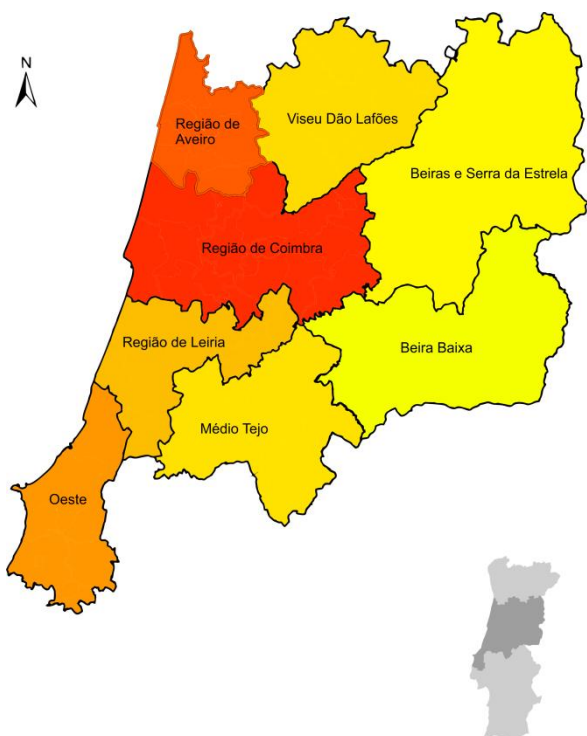 N
Região de
Aveiro
Viseu Dão Lafões
Beiras e Serra da Estrela
Região de Coimbra
Região de Leiria
Beira Baixa
Médio Tejo
Oeste